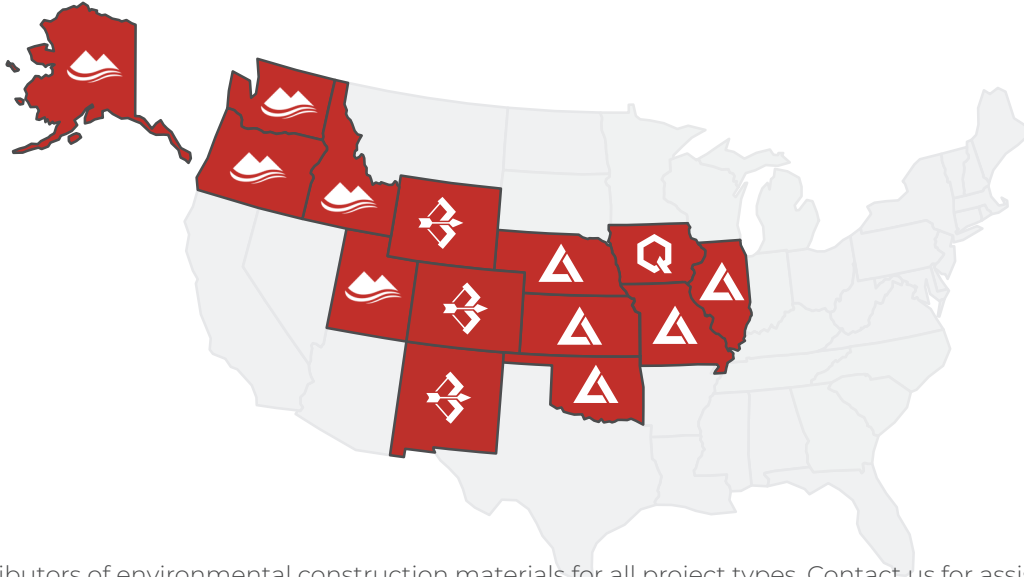 ibutors of environmental construction materials for all project types. Contact us for assi